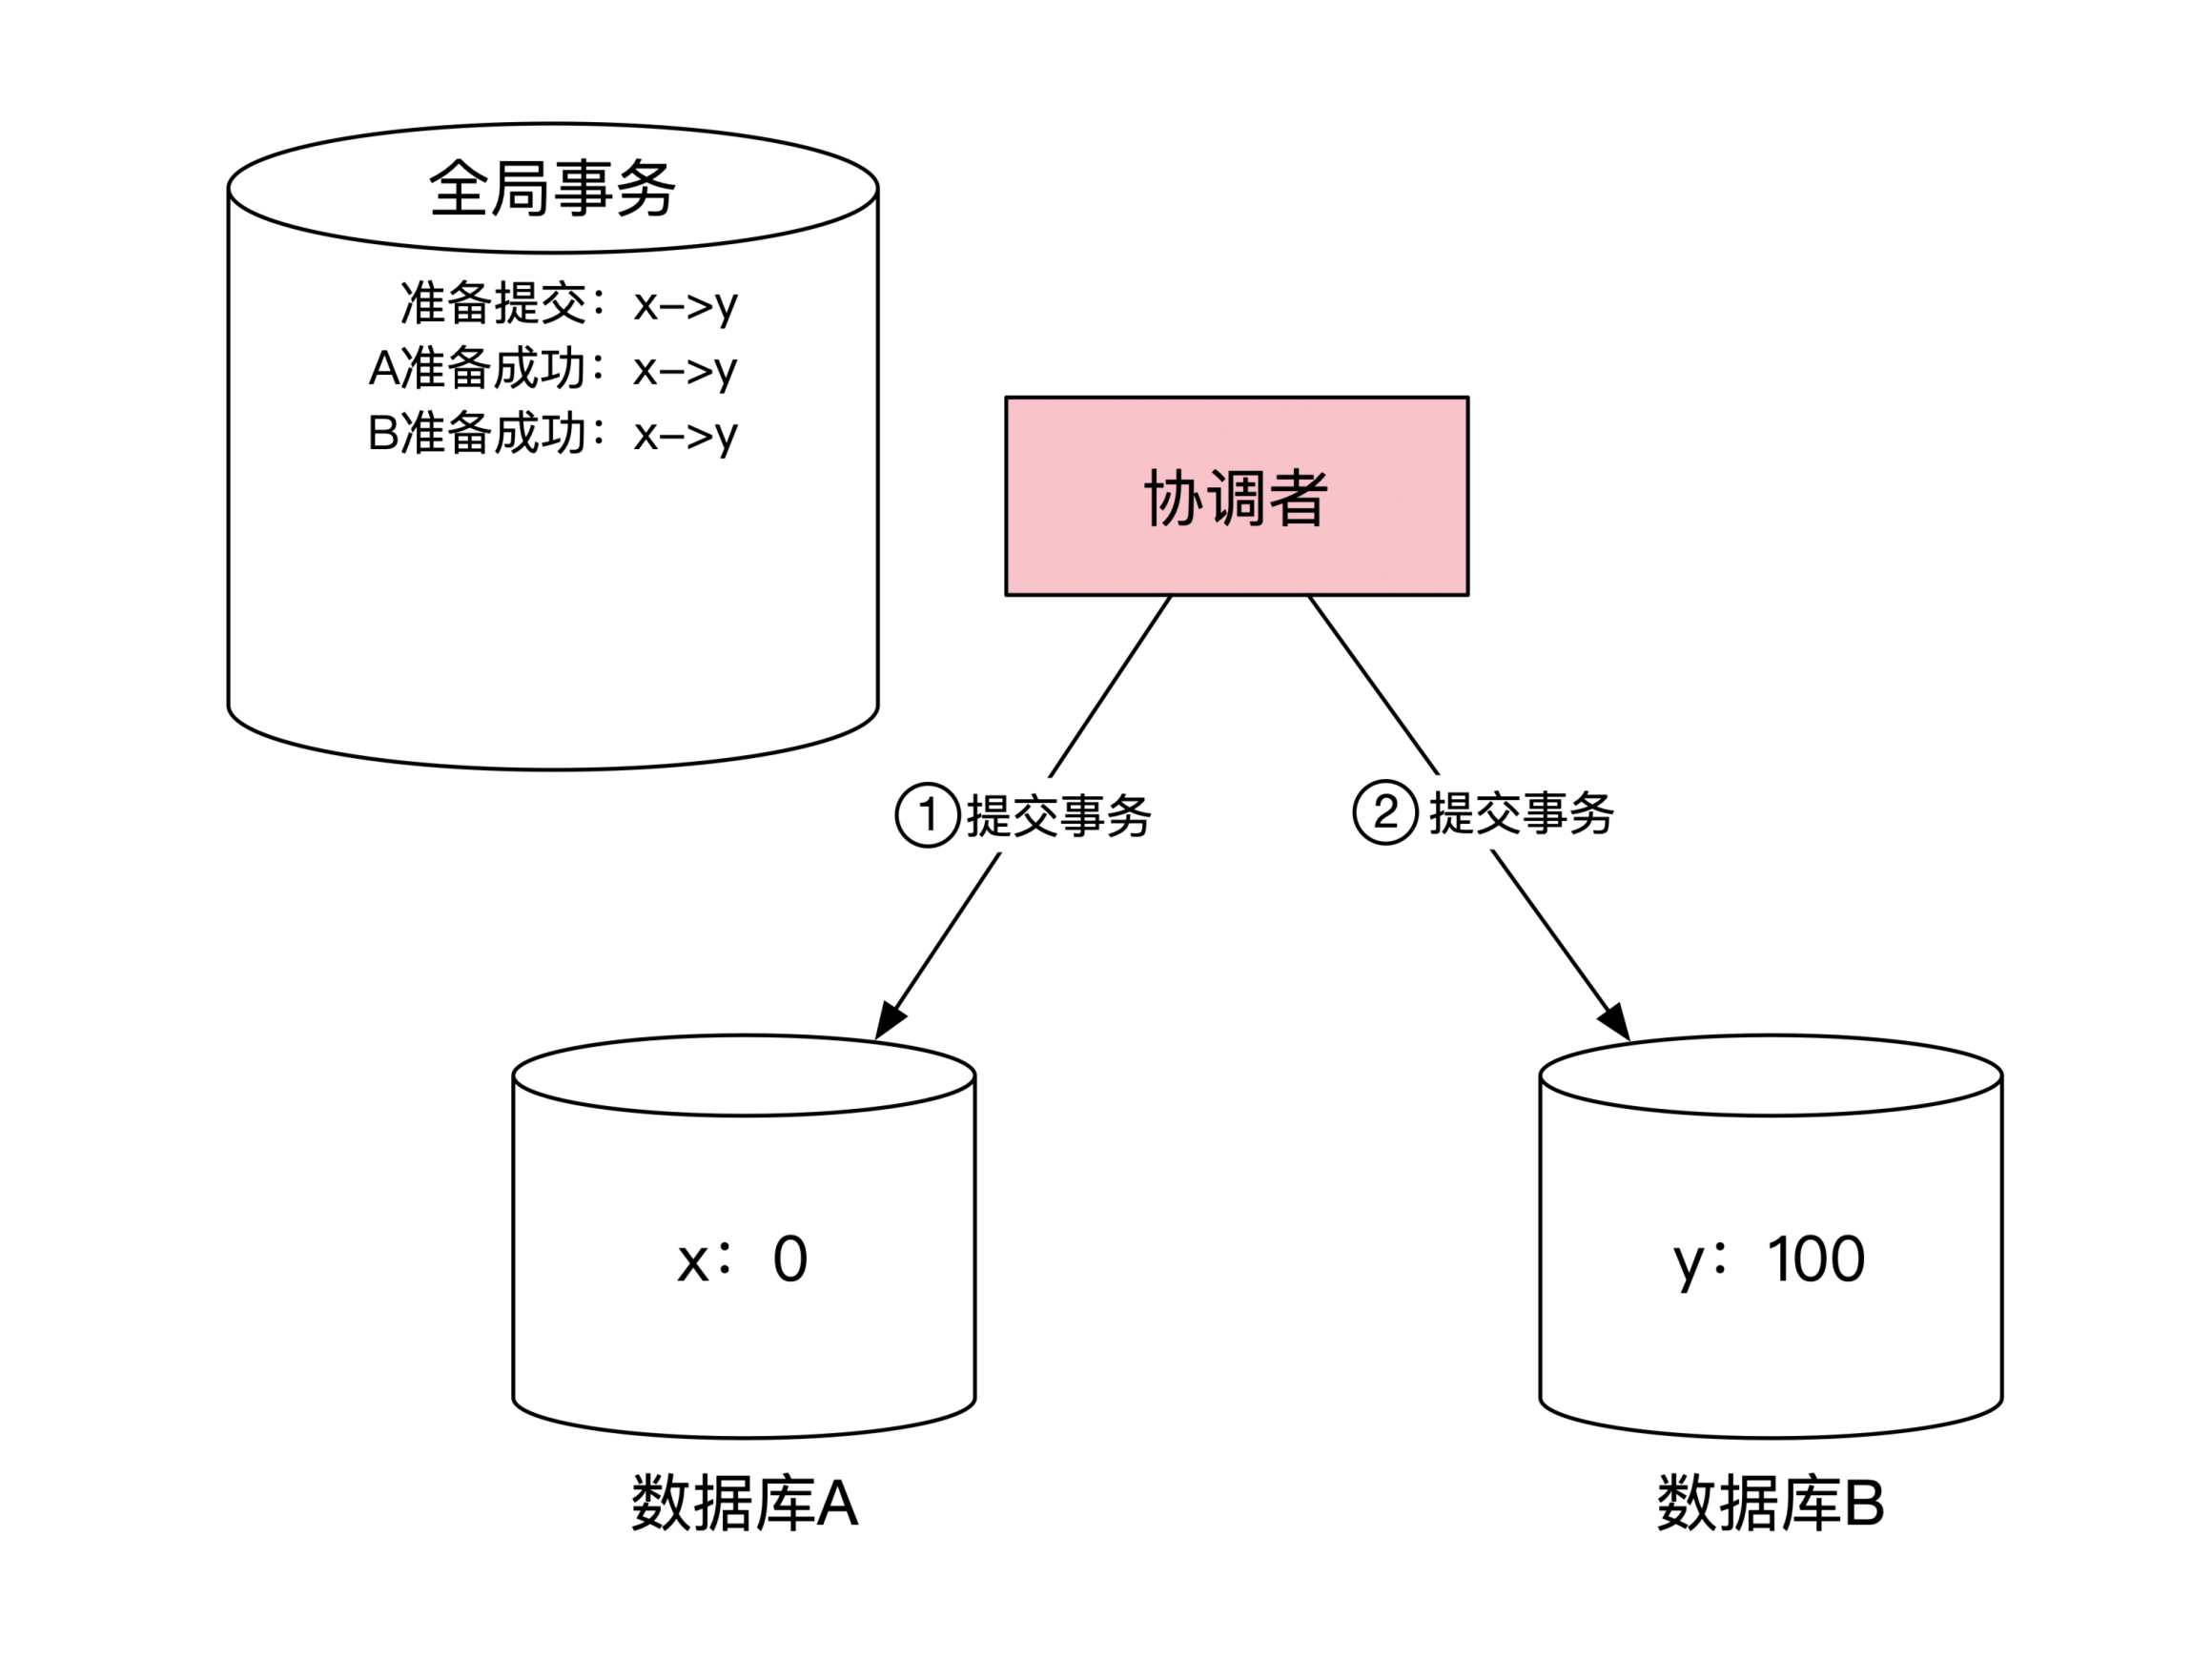 全局事务
准备提交：x->y
A准备成功：x->y
B准备成功：x->y
协调者
①提交事务
②提交事务
x：0
y：100
数据库A
数据库B